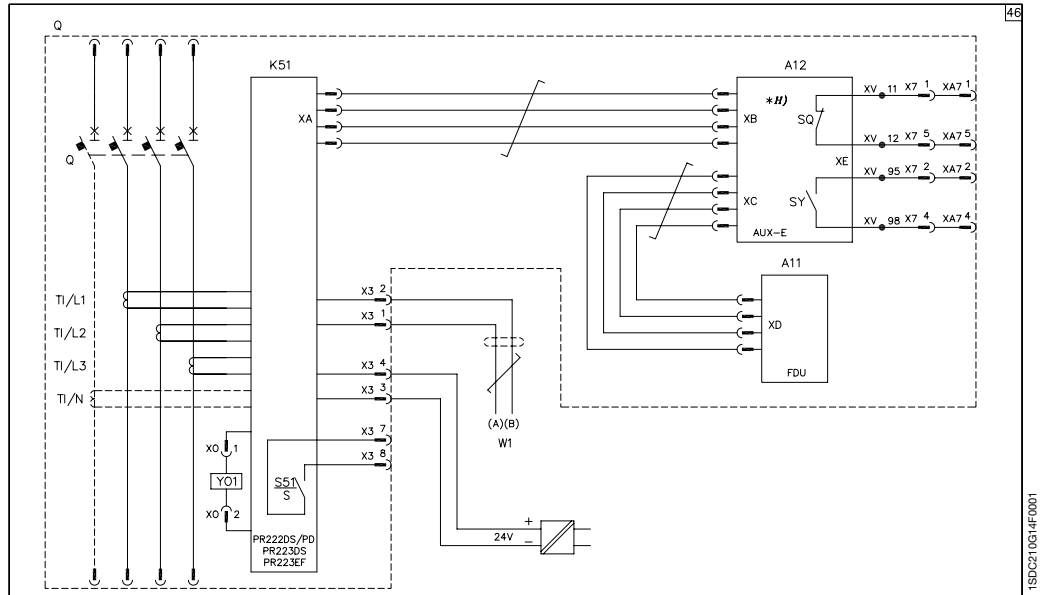 46
Q
K51
A12
XA
XB
*H)
SQ
XV 11 X7 1 XA7 1
XV 12 X7 5 XA7 5
XE
XV 95 X7 2 XA7 2
XC
SY
XV 98 X7 4 XA7 4
AUX-E
Q
A11
XD
FDU
TI/L1
TI/L2
TI/L3
TI/N
X3 2
X3 1
X3 4
X3 3
X3 7
X3 8
(A)(B)
W1
XO 1
YO1
XO 2
S51
S
PR222DS/PD
PR223DS
PR223EF
+
24V
−
1SDC210G14F0001